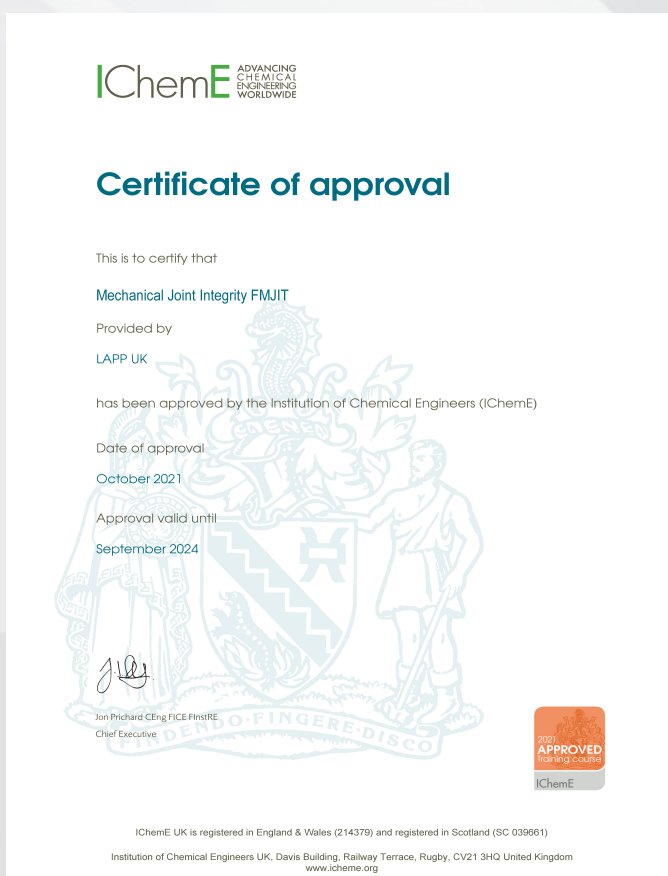 IChemE
ADVANCING
CHEMICAL
ENGINEERING
WORLDWIDE
Certificate of approval
This is to certify that
Mechanical Joint Integrity FMJIT
Provided by
LAPP UK
has been approved by the Institution of Chemical Engineers (IChemE)
Date of approval
October 2021
Approval valid until
September 2024
Jon Prichard CEng FICE FInstRE
Chief Executive
FINDENDO·FINGERE·DISCO
2021
APPROVED
Training course
IChemE
IChemE UK is registered in England & Wales (214379) and registered in Scotland (SC 039661)
Institution of Chemical Engineers UK, Davis Building, Railway Terrace, Rugby, CV21 3HQ United Kingdom
www.icheme.org